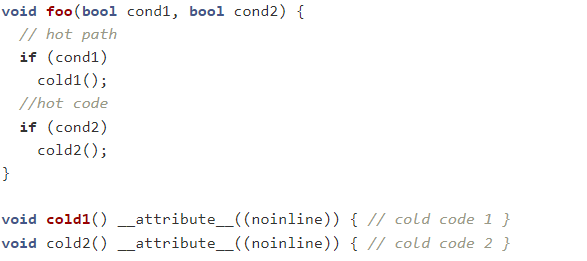 void foo(bool cond1, bool cond2) {
  // hot path
  if (cond1)
    cold1();
  //hot code
  if (cond2)
    cold2();
}

void cold1() __attribute__((noinline)) { // cold code 1 }
void cold2() __attribute__((noinline)) { // cold code 2 }